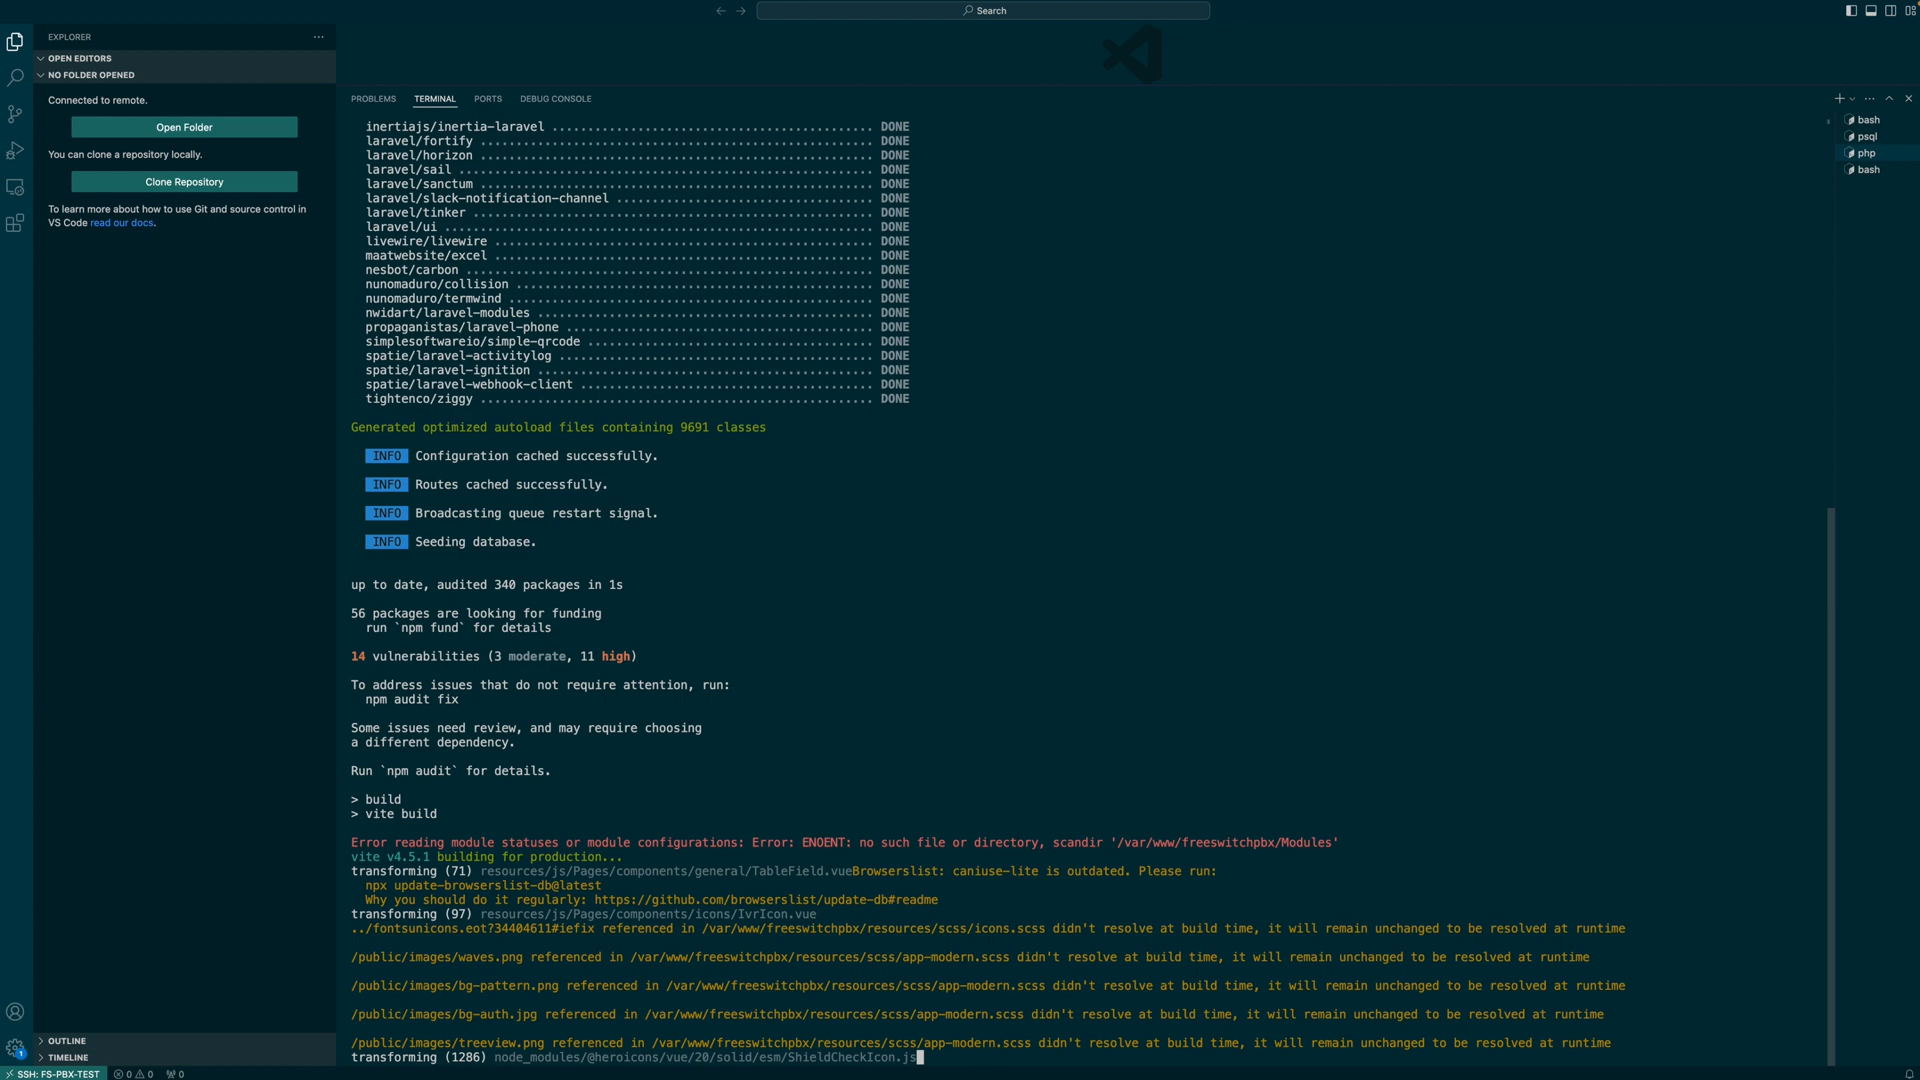 Search
EXPLORER
OPEN EDITORS
NO FOLDER OPENED
Connected to remote.
Open Folder
You can clone a repository locally.
Clone Repository
To learn more about how to use Git and source control in
VS Code read our docs.
OUTLINE
TIMELINE
PROBLEMS TERMINAL PORTS DEBUG CONSOLE
inertiajs/inertia-laravel ............................................. DONE
laravel/fortify ....................................................... DONE
laravel/horizon ....................................................... DONE
laravel/sail .......................................................... DONE
laravel/sanctum ....................................................... DONE
laravel/slack-notification-channel .................................... DONE
laravel/tinker ........................................................ DONE
laravel/ui ............................................................ DONE
livewire/livewire ..................................................... DONE
maatwebsite/excel ..................................................... DONE
nesbot/carbon ......................................................... DONE
nunomaduro/collision .................................................. DONE
nunomaduro/termwind ................................................... DONE
nwidart/laravel-modules ............................................... DONE
propaganistas/laravel-phone ........................................... DONE
simplesoftwareio/simple-qrcode ........................................ DONE
spatie/laravel-activitylog ............................................ DONE
spatie/laravel-ignition ............................................... DONE
spatie/laravel-webhook-client ......................................... DONE
tightenco/ziggy ....................................................... DONE
Generated optimized autoload files containing 9691 classes
INFO Configuration cached successfully.
INFO Routes cached successfully.
INFO Broadcasting queue restart signal.
INFO Seeding database.
up to date, audited 340 packages in 1s
56 packages are looking for funding
run `npm fund` for details
14 vulnerabilities (3 moderate, 11 high)
To address issues that do not require attention, run:
npm audit fix
Some issues need review, and may require choosing
a different dependency.
Run `npm audit` for details.
> build
> vite build
Error reading module statuses or module configurations: Error: ENOENT: no such file or directory, scandir '/var/www/freeswitchpbx/Modules'
vite v4.5.1 building for production...
transforming (71) resources/js/Pages/components/general/TableField.vueBrowserslist: caniuse-lite is outdated. Please run:
npx update-browserslist-db@latest
Why you should do it regularly: https://github.com/browserslist/update-db#readme
transforming (97) resources/js/Pages/components/icons/IvrIcon.vue
../fontsunicons.eot?34404611#iefix referenced in /var/www/freeswitchpbx/resources/scss/icons.scss didn't resolve at build time, it will remain unchanged to be resolved at runtime
/public/images/waves.png referenced in /var/www/freeswitchpbx/resources/scss/app-modern.scss didn't resolve at build time, it will remain unchanged to be resolved at runtime
/public/images/bg-pattern.png referenced in /var/www/freeswitchpbx/resources/scss/app-modern.scss didn't resolve at build time, it will remain unchanged to be resolved at runtime
/public/images/bg-auth.jpg referenced in /var/www/freeswitchpbx/resources/scss/app-modern.scss didn't resolve at build time, it will remain unchanged to be resolved at runtime
/public/images/treeview.png referenced in /var/www/freeswitchpbx/resources/scss/app-modern.scss didn't resolve at build time, it will remain unchanged to be resolved at runtime
transforming (1286) node_modules/@heroicons/vue/20/solid/esm/ShieldCheckIcon.js
bash
psql
php
bash
1
SSH: FS-PBX-TEST 0 0 0